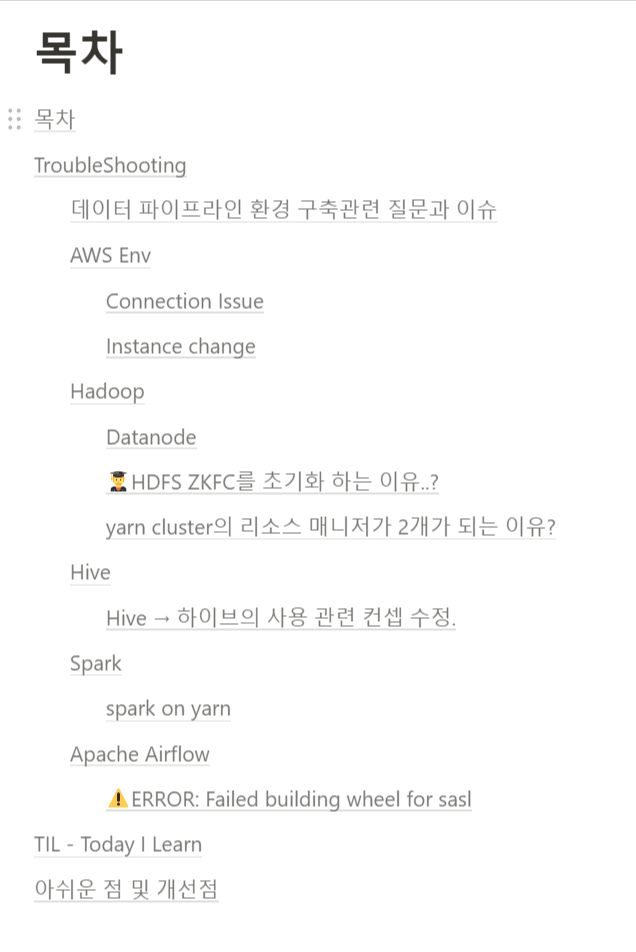 목차
목차
TroubleShooting
데이터 파이프라인 환경 구축관련 질문과 이슈
AWS Env
Connection Issue
Instance change
Hadoop
Datanode
👨‍🎓HDFS ZKFC를 초기화 하는 이유..?
yarn cluster의 리소스 매니저가 2개가 되는 이유?
Hive
Hive → 하이브의 사용 관련 컨셉 수정.
Spark
spark on yarn
Apache Airflow
⚠️ERROR: Failed building wheel for sasl
TIL - Today I Learn
아쉬운 점 및 개선점